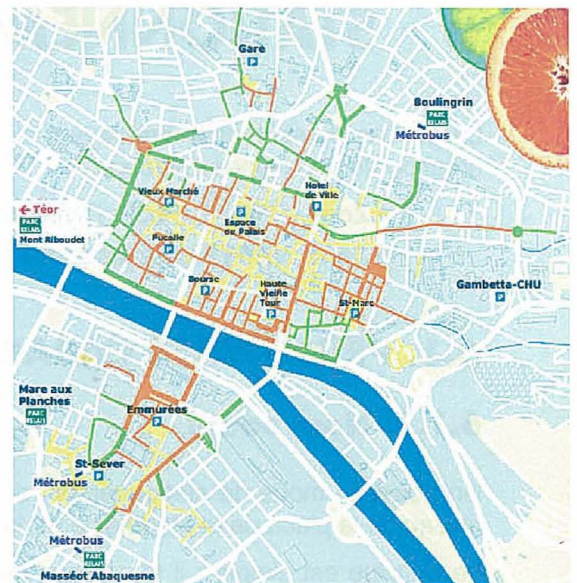 Gare
P
Boulingrin
PARC
RELAIS
Métrobus
Vieux Marché
P
Hotel
de Ville
P
← Téor
PARC
RELAIS
Mont Riboudet
P
Espace
du Palais
Pucelle
P
Bourse
P
Haute
Vieille
Tour
P
St-Marc
P
Gambetta-CHU
P
Mare aux
Planches
PARC
RELAIS
Emmurées
P
St-Sever
Métrobus
P
Métrobus
PARC
RELAIS
Masséot Abaquesne